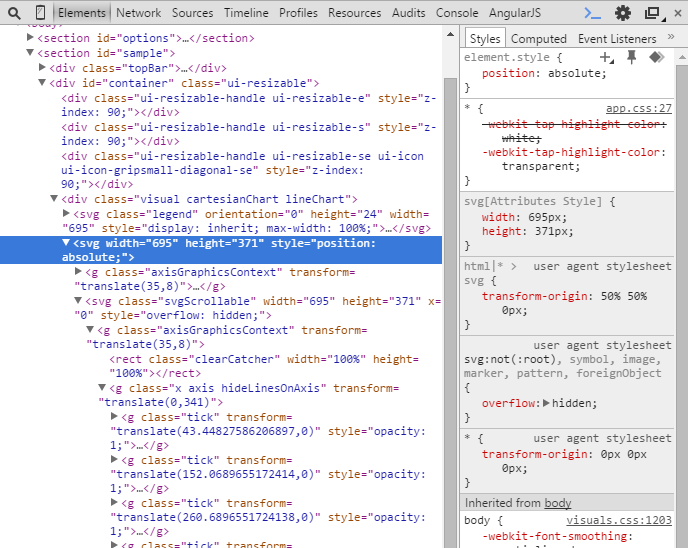 Elements Network Sources Timeline Profiles Resources Audits Console AngularJS
<section id="options">…</section>
<section id="sample">
<div class="topBar">…</div>
<div id="container" class="ui-resizable">
<div class="ui-resizable-handle ui-resizable-e" style="z-
index: 90;"></div>
<div class="ui-resizable-handle ui-resizable-s" style="z-
index: 90;"></div>
<div class="ui-resizable-handle ui-resizable-se ui-icon
ui-icon-gripsmall-diagonal-se" style="z-index:
90;"></div>
<div class="visual cartesianChart lineChart">
<svg class="legend" orientation="0" height="24" width=
"695" style="display: inherit; max-width: 100%;">…</svg>
<svg width="695" height="371" style="position:
absolute;">
<g class="axisGraphicsContext" transform=
"translate(35,8)">…</g>
<svg class="svgScrollable" width="695" height="371" x=
"0" style="overflow: hidden;">
<g class="axisGraphicsContext" transform=
"translate(35,8)">
<rect class="clearCatcher" width="100%" height=
"100%"></rect>
<g class="x axis hideLinesOnAxis" transform=
"translate(0,341)">
<g class="tick" transform=
"translate(43.44827586206897,0)" style="opacity:
1;">…</g>
<g class="tick" transform=
"translate(152.0689655172414,0)" style="opacity:
1;">…</g>
<g class="tick" transform=
"translate(260.6896551724138,0)" style="opacity:
1;">…</g>
<g class="tick" transform=
Styles Computed Event Listeners »
element.style {
position: absolute;
}
* { app.css:27
-webkit-tap-highlight-color:
white;
-webkit-tap-highlight-color:
transparent;
}
svg[Attributes Style] {
width: 695px;
height: 371px;
}
html|* > user agent stylesheet
svg {
transform-origin: 50% 50%
0px;
}
user agent stylesheet
svg:not(:root), symbol, image,
marker, pattern, foreignObject
{
overflow: hidden;
}
* { user agent stylesheet
transform-origin: 0px 0px
0px;
}
Inherited from body
body { visuals.css:1203
-webkit-font-smoothing: